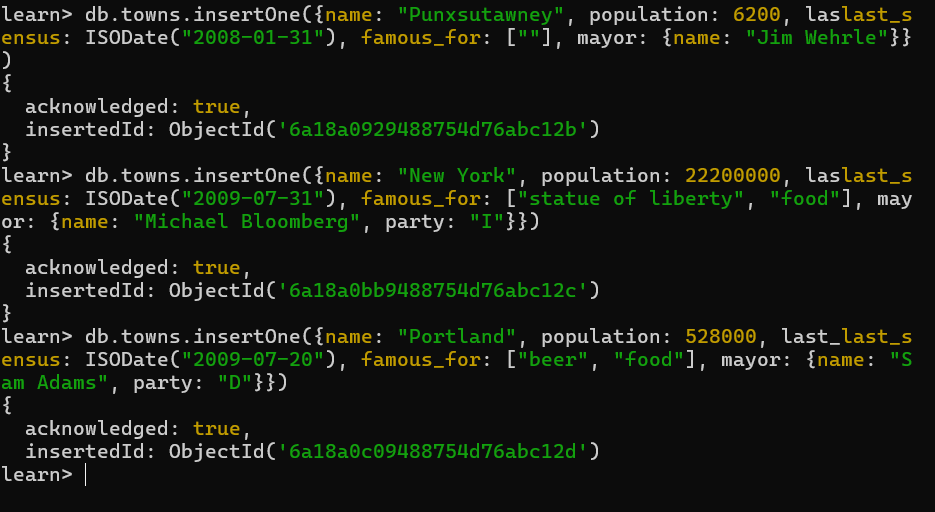 learn> db.towns.insertOne({name: "Punxsutawney", population: 6200, laslast_s
ensus: ISODate("2008-01-31"), famous_for: [""], mayor: {name: "Jim Wehrle"}}
)
{
  acknowledged: true,
  insertedId: ObjectId('6a18a0929488754d76abc12b')
}
learn> db.towns.insertOne({name: "New York", population: 22200000, laslast_s
ensus: ISODate("2009-07-31"), famous_for: ["statue of liberty", "food"], may
or: {name: "Michael Bloomberg", party: "I"}})
{
  acknowledged: true,
  insertedId: ObjectId('6a18a0bb9488754d76abc12c')
}
learn> db.towns.insertOne({name: "Portland", population: 528000, last_last_s
ensus: ISODate("2009-07-20"), famous_for: ["beer", "food"], mayor: {name: "S
am Adams", party: "D"}})
{
  acknowledged: true,
  insertedId: ObjectId('6a18a0c09488754d76abc12d')
learn>